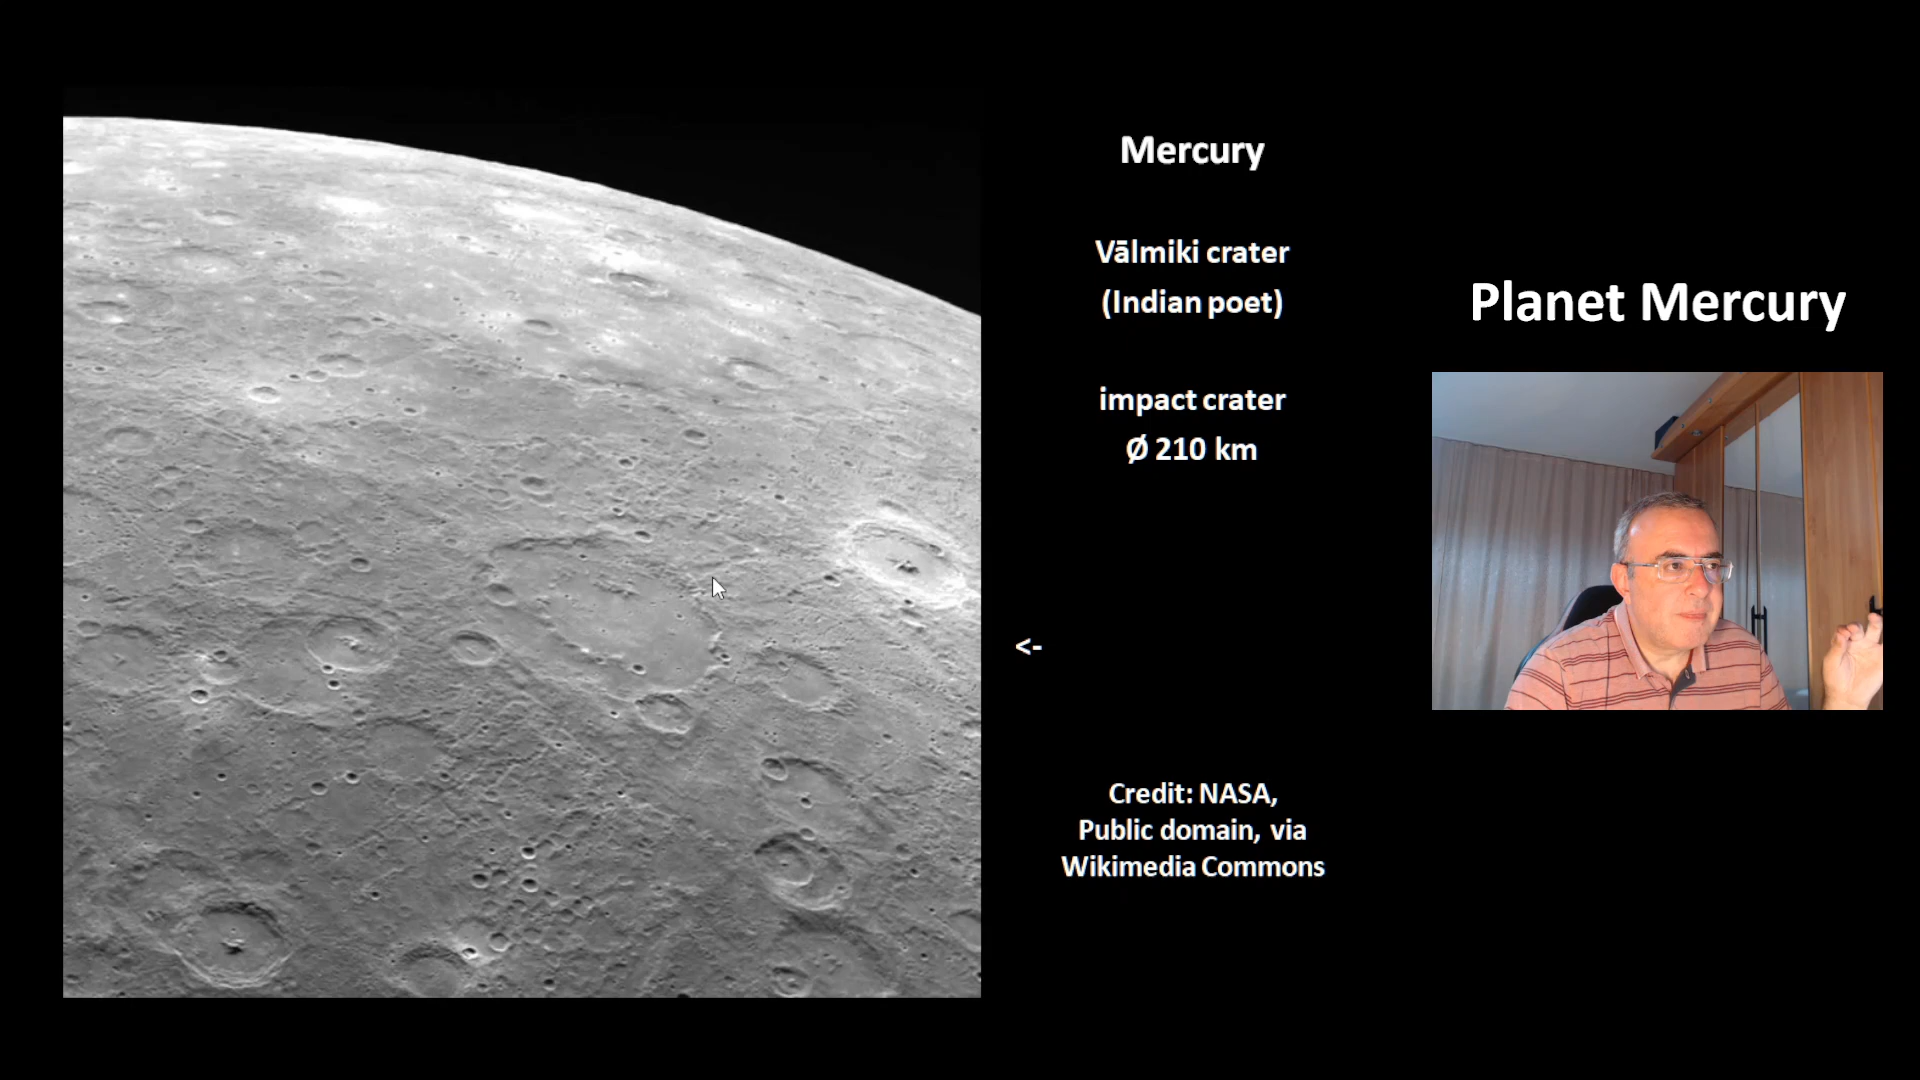 Mercury
Vālmiki crater
(Indian poet)
impact crater
Ø 210 km
<-
Credit: NASA,
Public domain, via
Wikimedia Commons
Planet Mercury